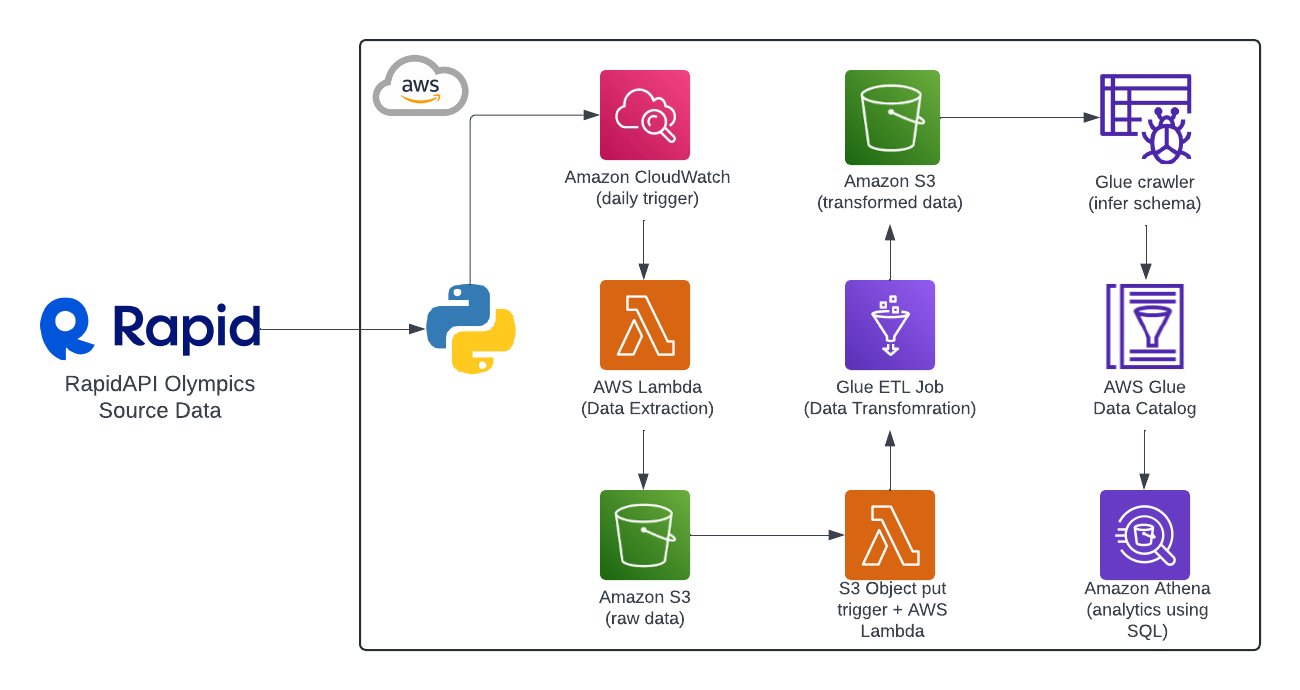 aws
Amazon CloudWatch
(daily trigger)
Amazon S3
(transformed data)
Glue crawler
(infer schema)
Rapid
RapidAPI Olympics
Source Data
AWS Lambda
(Data Extraction)
Glue ETL Job
(Data Transfomration)
AWS Glue
Data Catalog
Amazon S3
(raw data)
S3 Object put
trigger + AWS
Lambda
Amazon Athena
(analytics using
SQL)